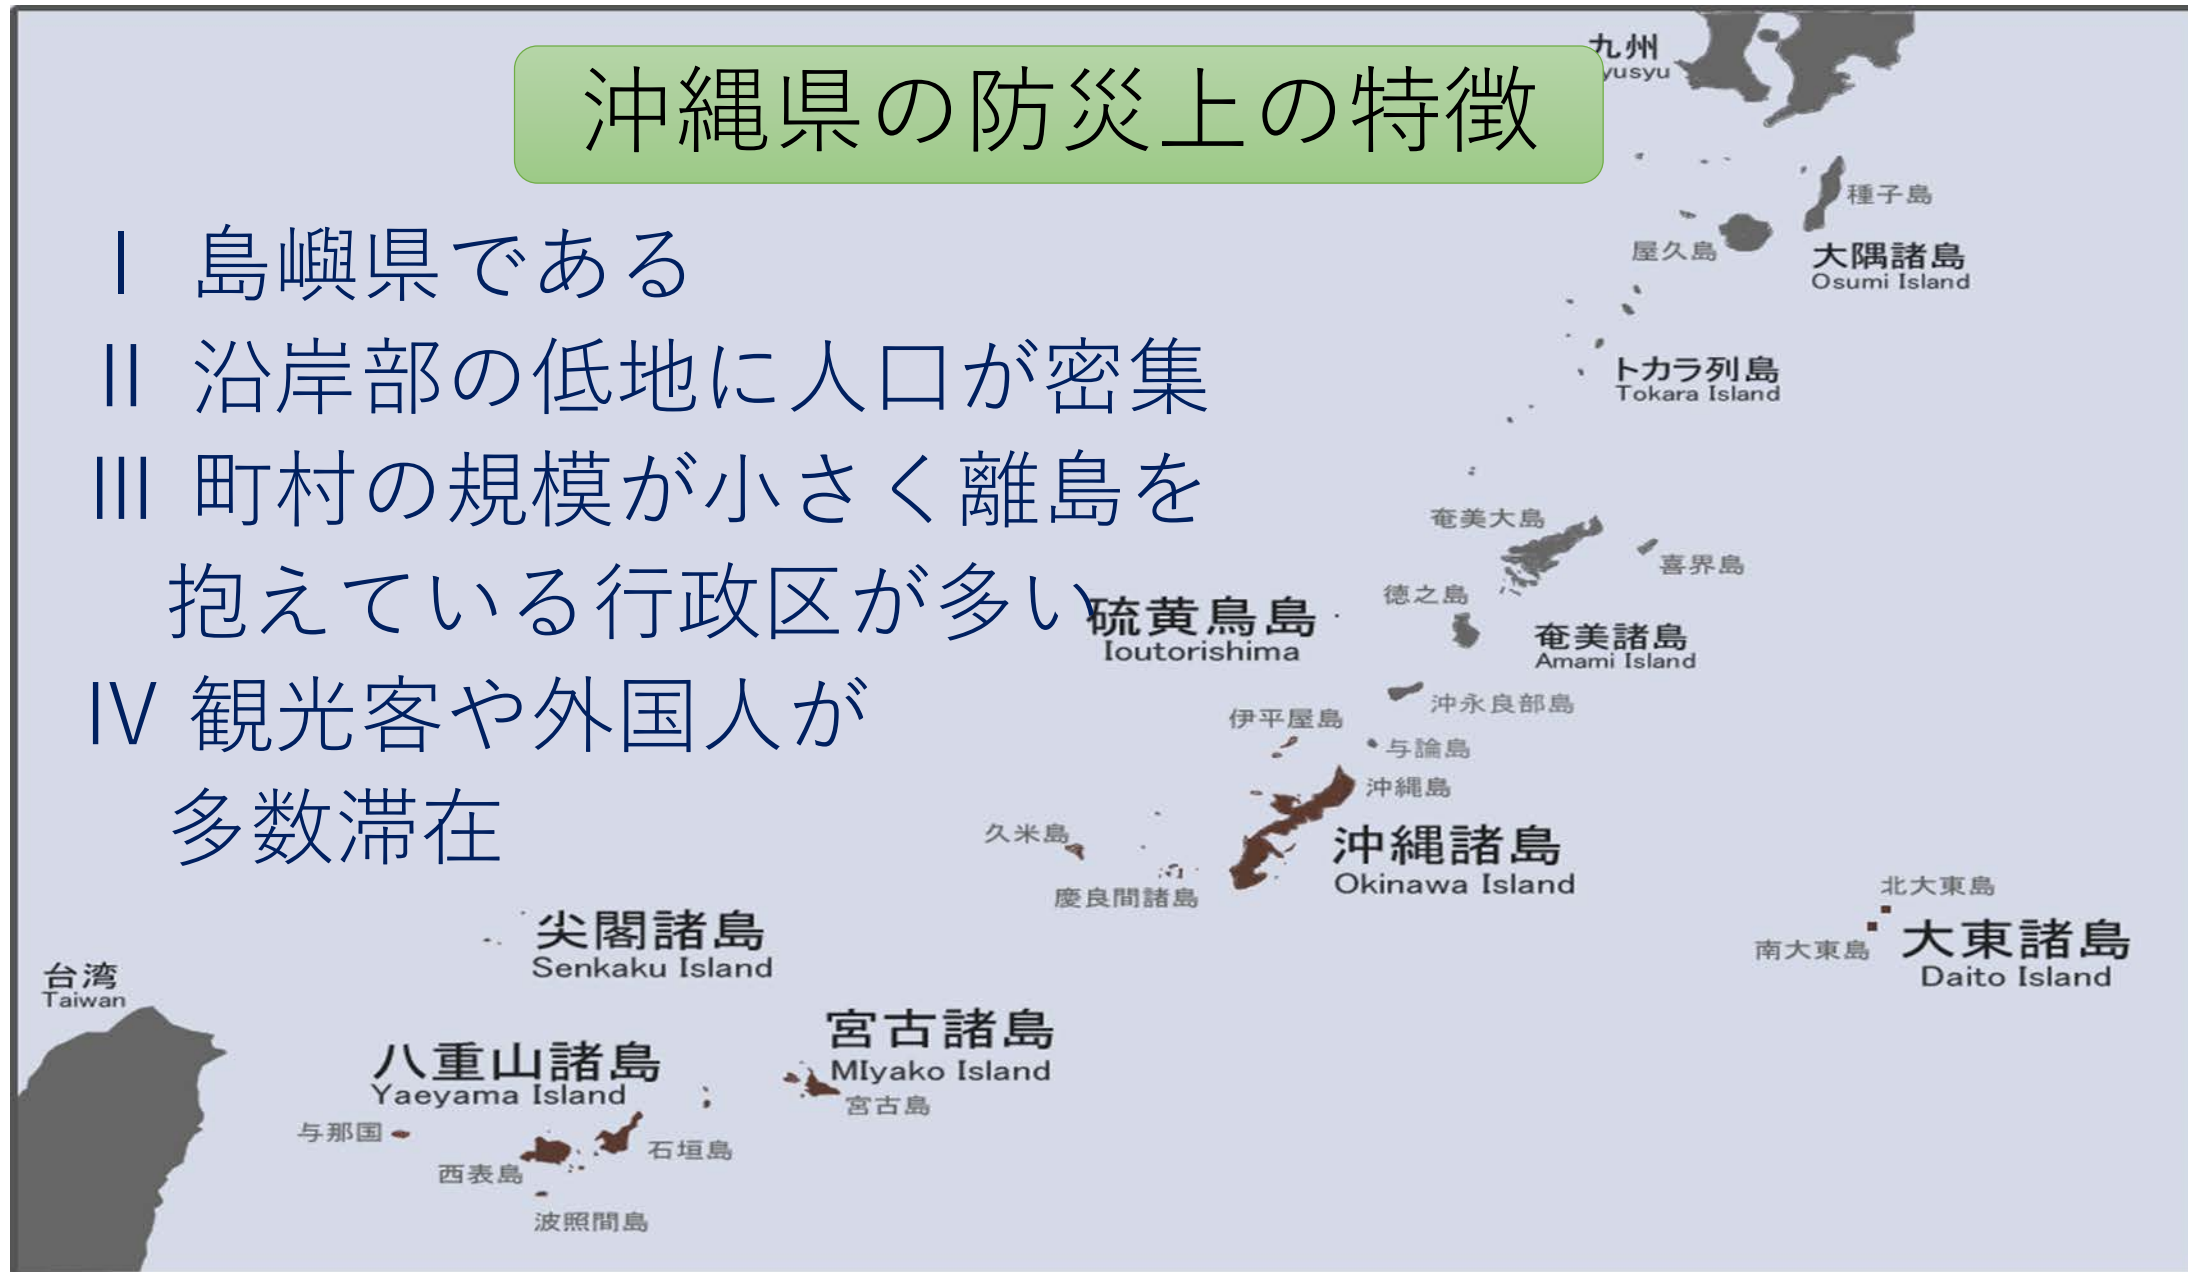 沖縄県の防災上の特徴
Ⅰ 島嶼県である
Ⅱ 沿岸部の低地に人口が密集
Ⅲ 町村の規模が小さく離島を
抱えている行政区が多い
Ⅳ 観光客や外国人が
多数滞在
九州
yusyu
種子島
屋久島
大隅諸島
Osumi Island
トカラ列島
Tokara Island
奄美大島
喜界島
徳之島
硫黄鳥島
Ioutorishima
奄美諸島
Amami Island
沖永良部島
伊平屋島
与論島
沖縄島
久米島
沖縄諸島
Okinawa Island
慶良間諸島
北大東島
南大東島
大東諸島
Daito Island
尖閣諸島
Senkaku Island
台湾
Taiwan
宮古諸島
MIyako Island
宮古島
八重山諸島
Yaeyama Island
与那国
石垣島
西表島
波照間島